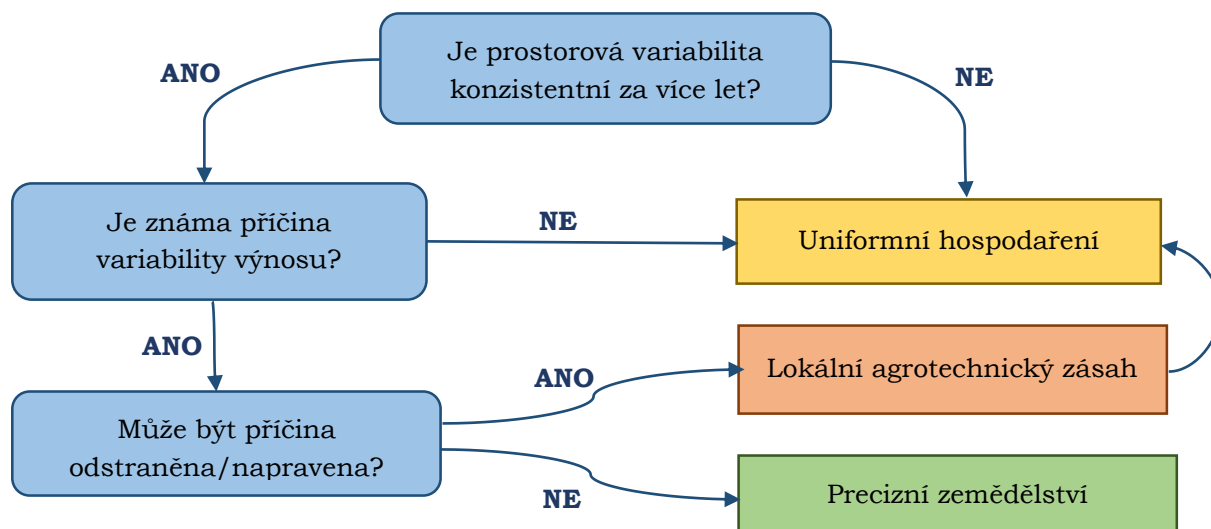 Je prostorová variabilita
konzistentní za více let?
ANO
NE
Je známa příčina
variability výnosu?
NE
Uniformní hospodaření
ANO
ANO
Lokální agrotechnický zásah
Může být příčina
odstraněna/napravena?
NE
Precizní zemědělství